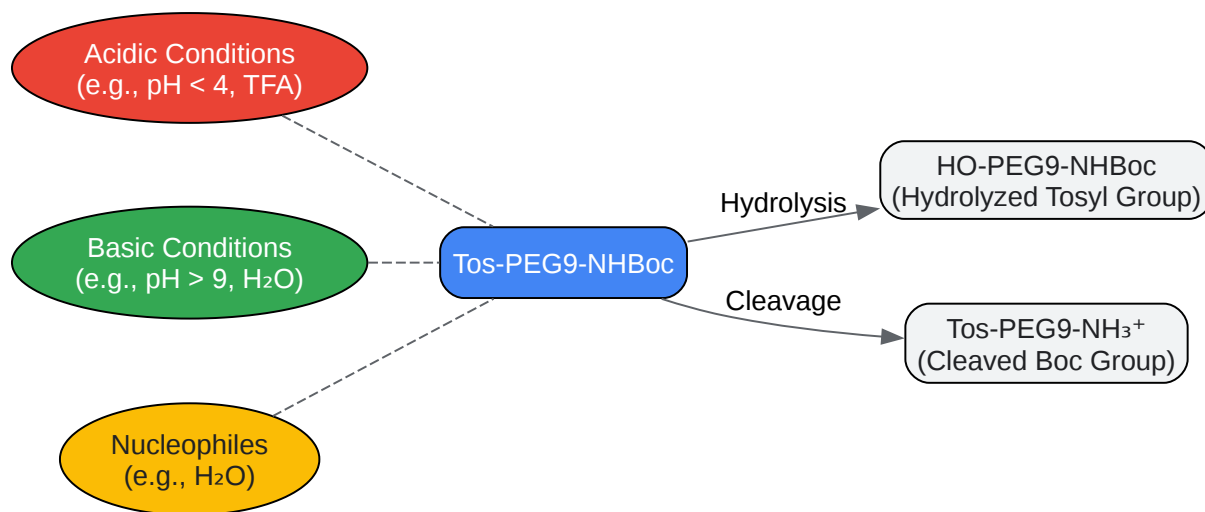 Acidic Conditions
(e.g., pH < 4, TFA)
Basic Conditions
(e.g., pH > 9, H₂O)
Nucleophiles
(e.g., H₂O)
Tos-PEG9-NHBoc
Hydrolysis
Cleavage
HO-PEG9-NHBoc
(Hydrolyzed Tosyl Group)
Tos-PEG9-NH₃⁺
(Cleaved Boc Group)